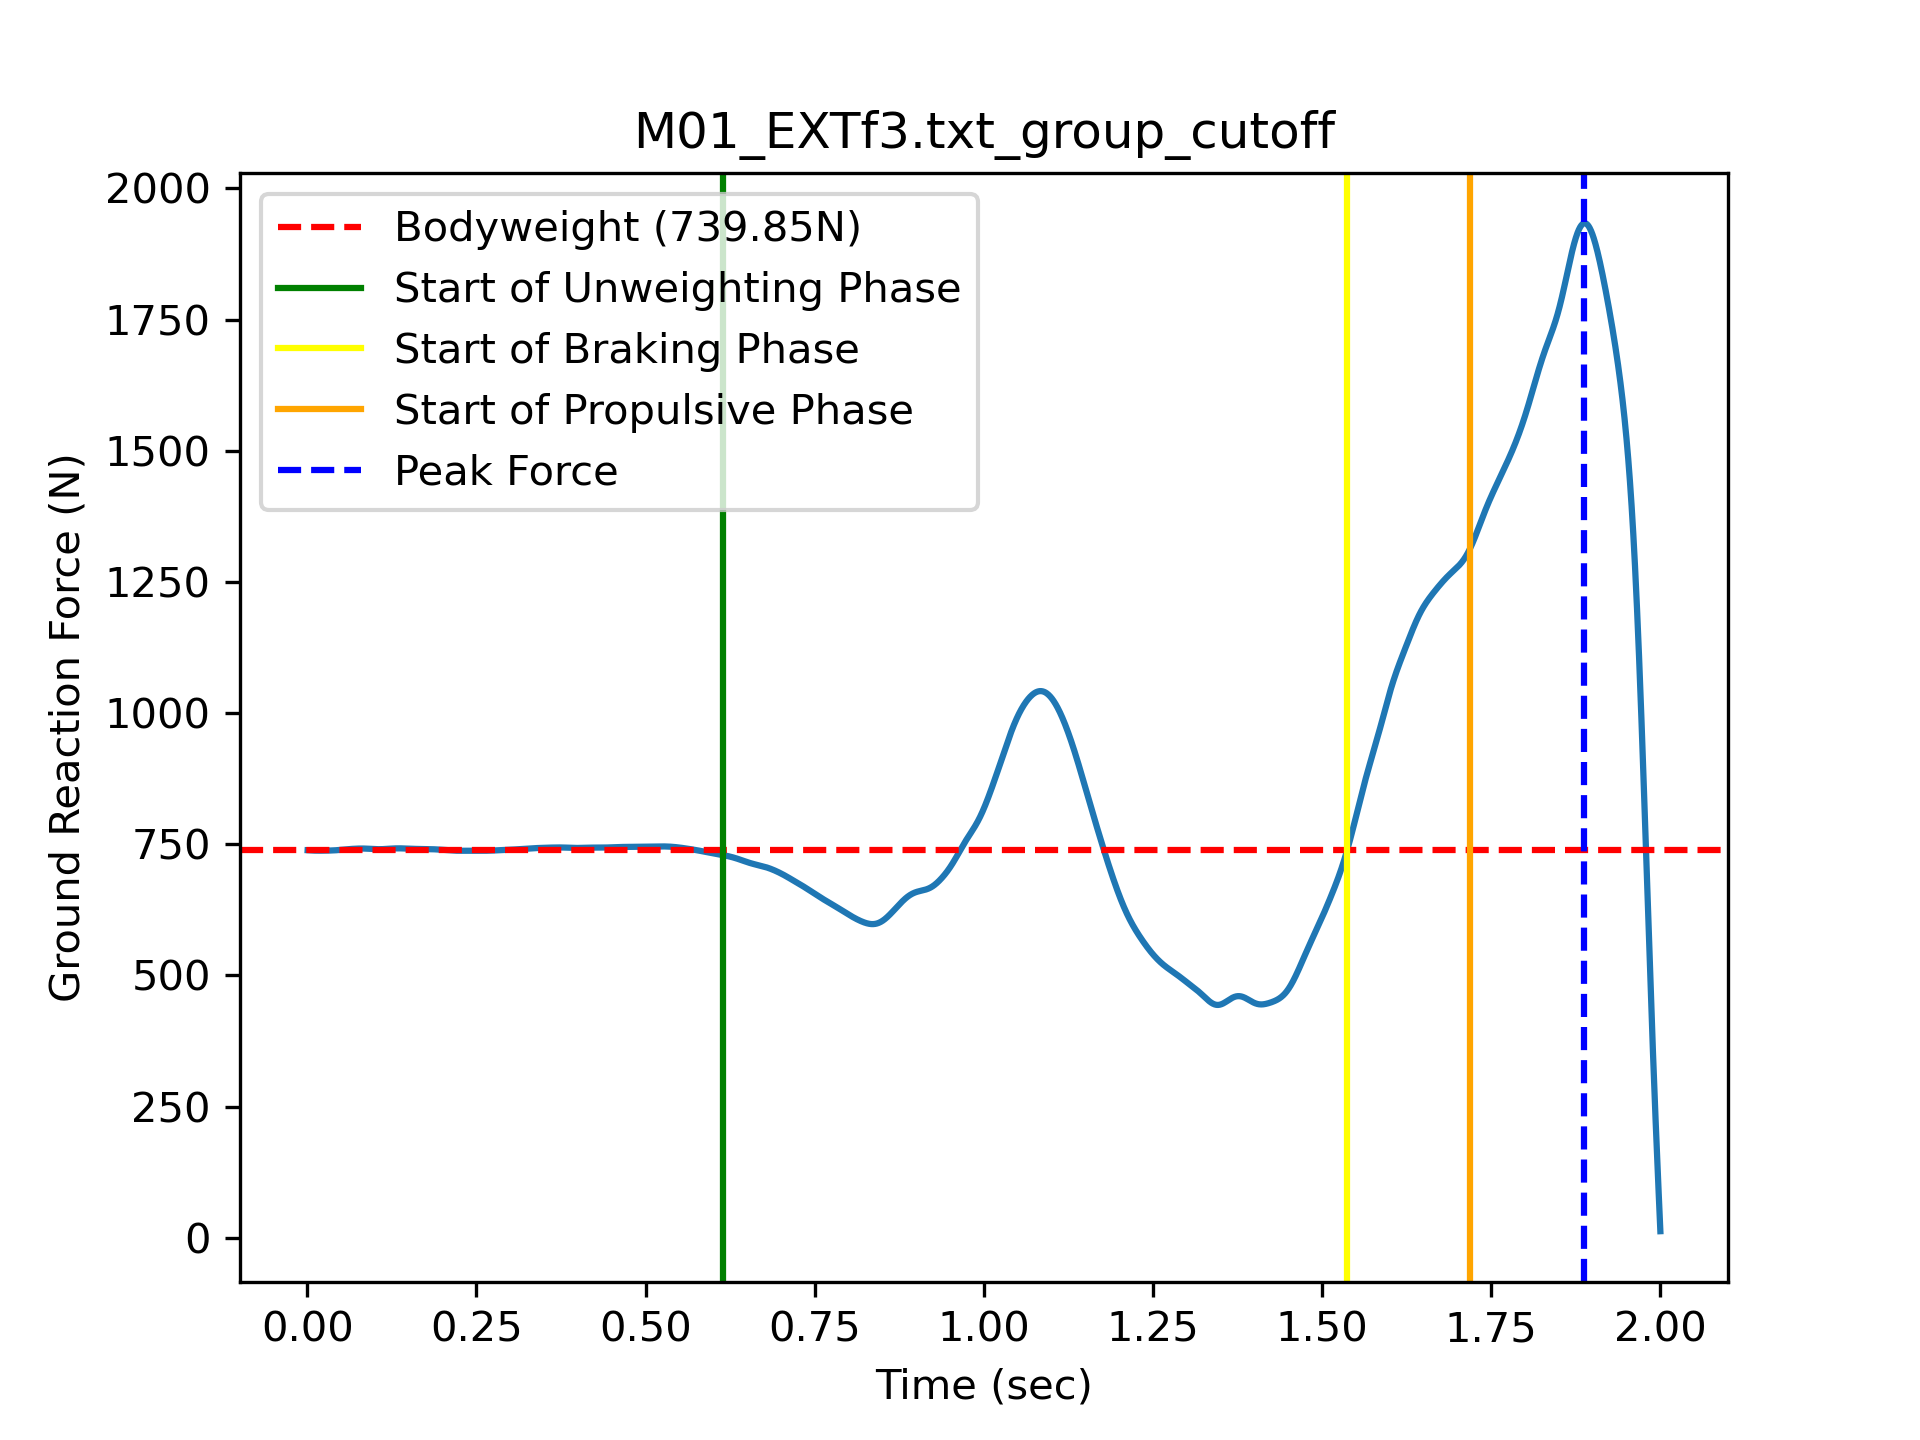 M01_EXTf3.txt_group_cutoff
2000
1750
1500
1250
1000
750
500
250
0
Ground Reaction Force (N)
Bodyweight (739.85N)
Start of Unweighting Phase
Start of Braking Phase
Start of Propulsive Phase
Peak Force
0.00 0.25 0.50 0.75 1.00 1.25 1.50 1.75 2.00
Time (sec)